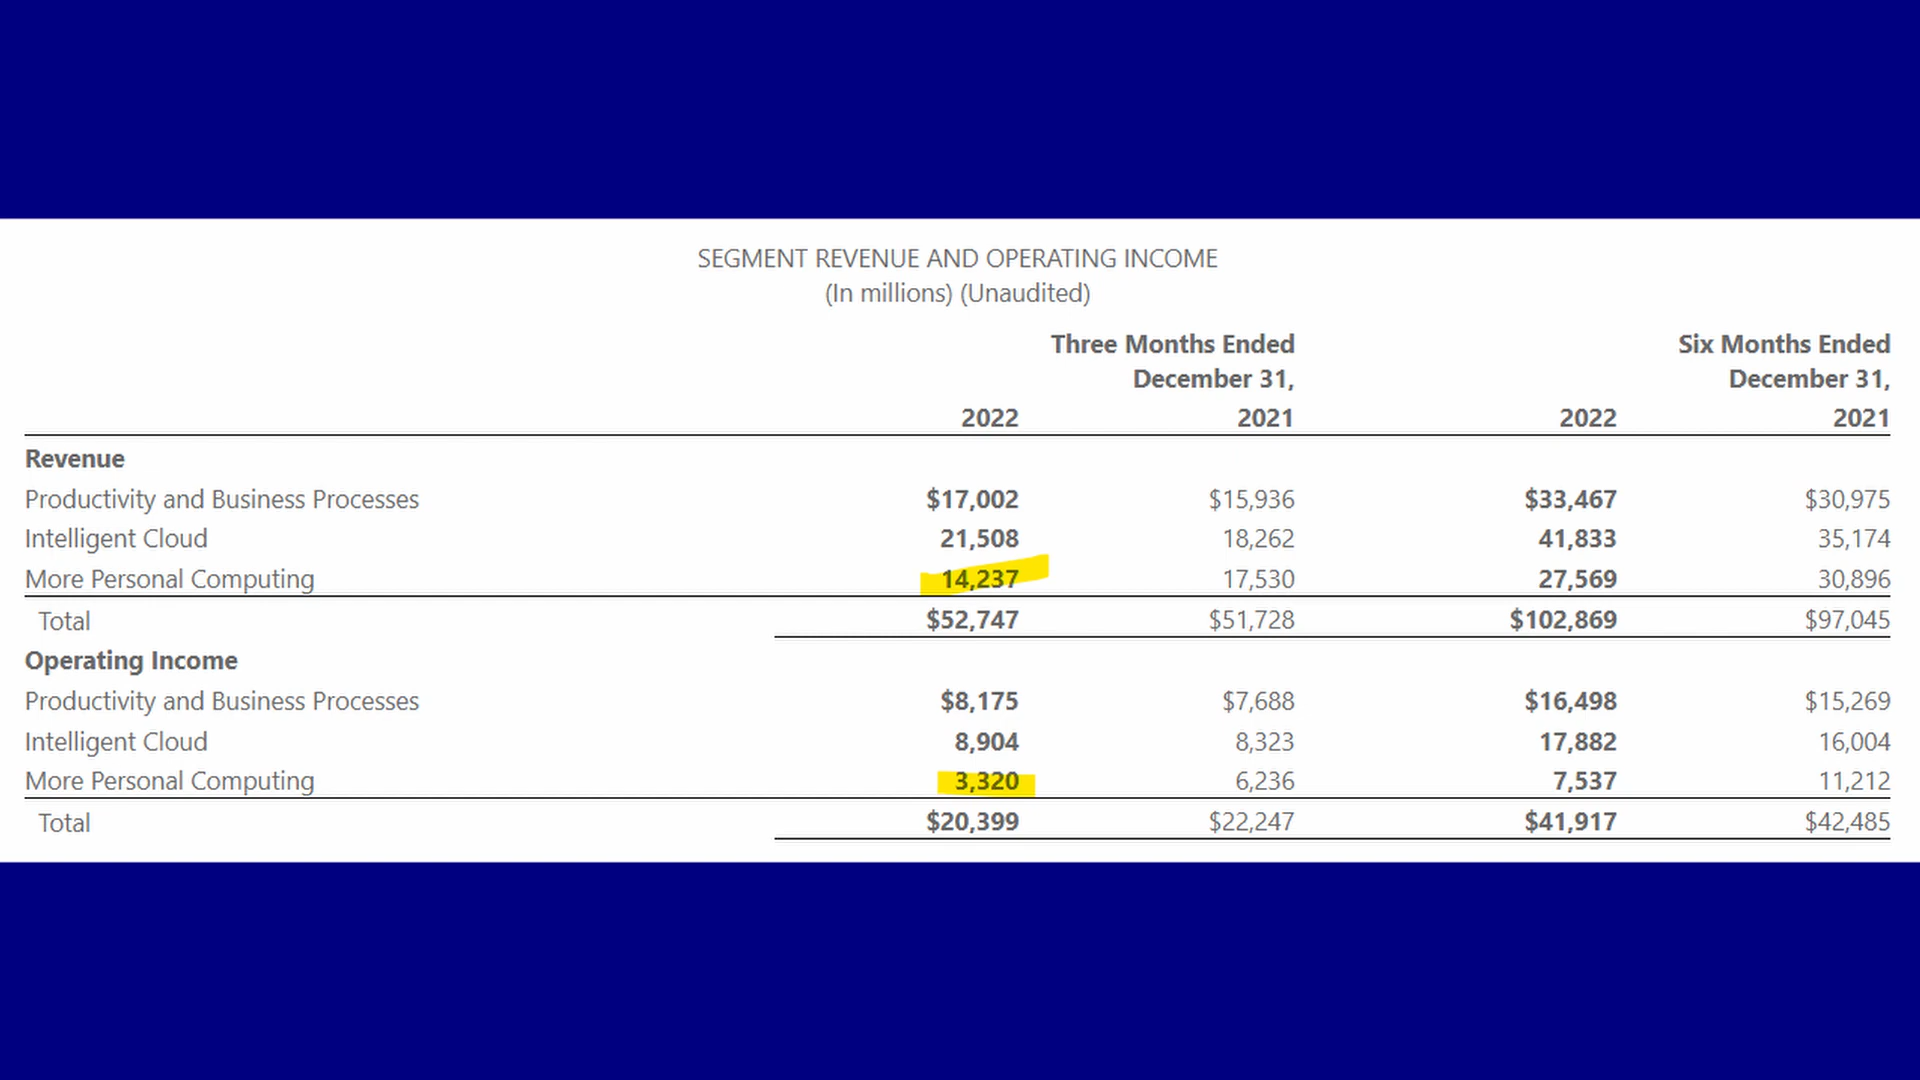 SEGMENT REVENUE AND OPERATING INCOME
(In millions) (Unaudited)
Three Months Ended Six Months Ended
December 31, December 31,
2022 2021 2022 2021
Revenue
Productivity and Business Processes $17,002 $15,936 $33,467 $30,975
Intelligent Cloud 21,508 18,262 41,833 35,174
More Personal Computing 14,237 17,530 27,569 30,896
Total $52,747 $51,728 $102,869 $97,045
Operating Income
Productivity and Business Processes $8,175 $7,688 $16,498 $15,269
Intelligent Cloud 8,904 8,323 17,882 16,004
More Personal Computing 3,320 6,236 7,537 11,212
Total $20,399 $22,247 $41,917 $42,485